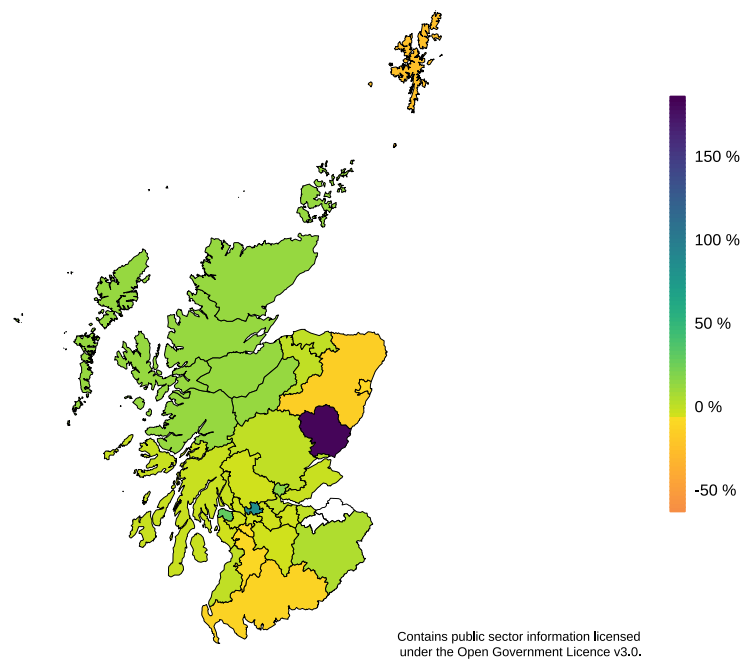 150 %
100 %
50 %
0 %
-50 %
Contains public sector information licensed
under the Open Government Licence v3.0.